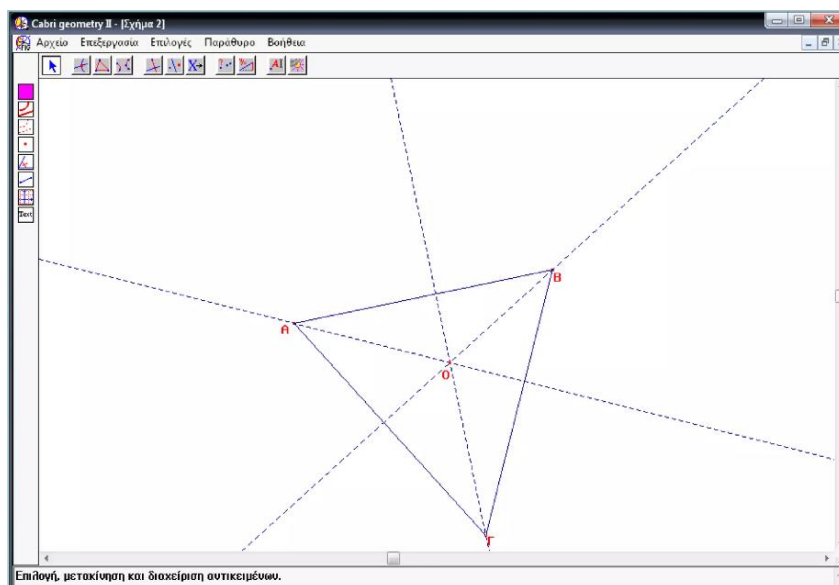 Cabri geometry II - [Σχήμα 2]
Αρχείο Επεξεργασία Επιλογές Παράθυρο Βοήθεια
Text
B
A
O
Γ
Επιλογή, μετακίνηση και διαχείριση αντικειμένων.